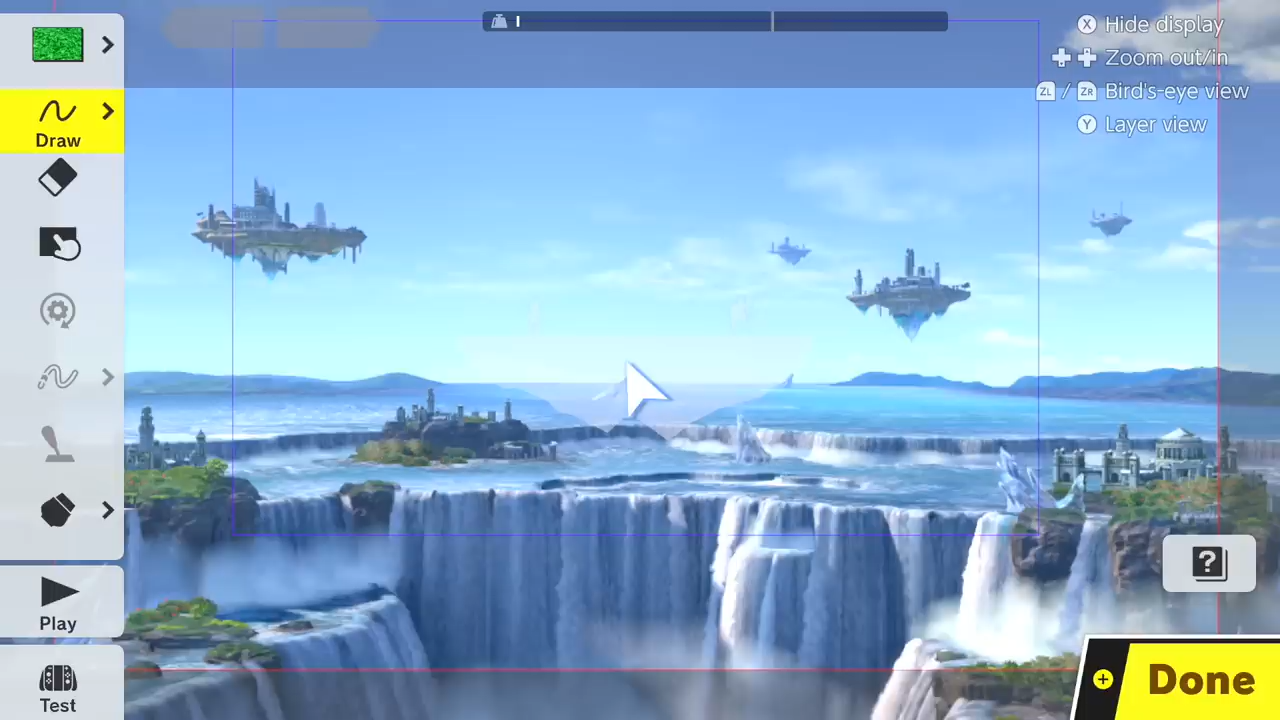 X Hide display
Zoom out/in
ZL / ZR Bird's-eye view
Y Layer view
Draw
?
Play
+ Done
Test